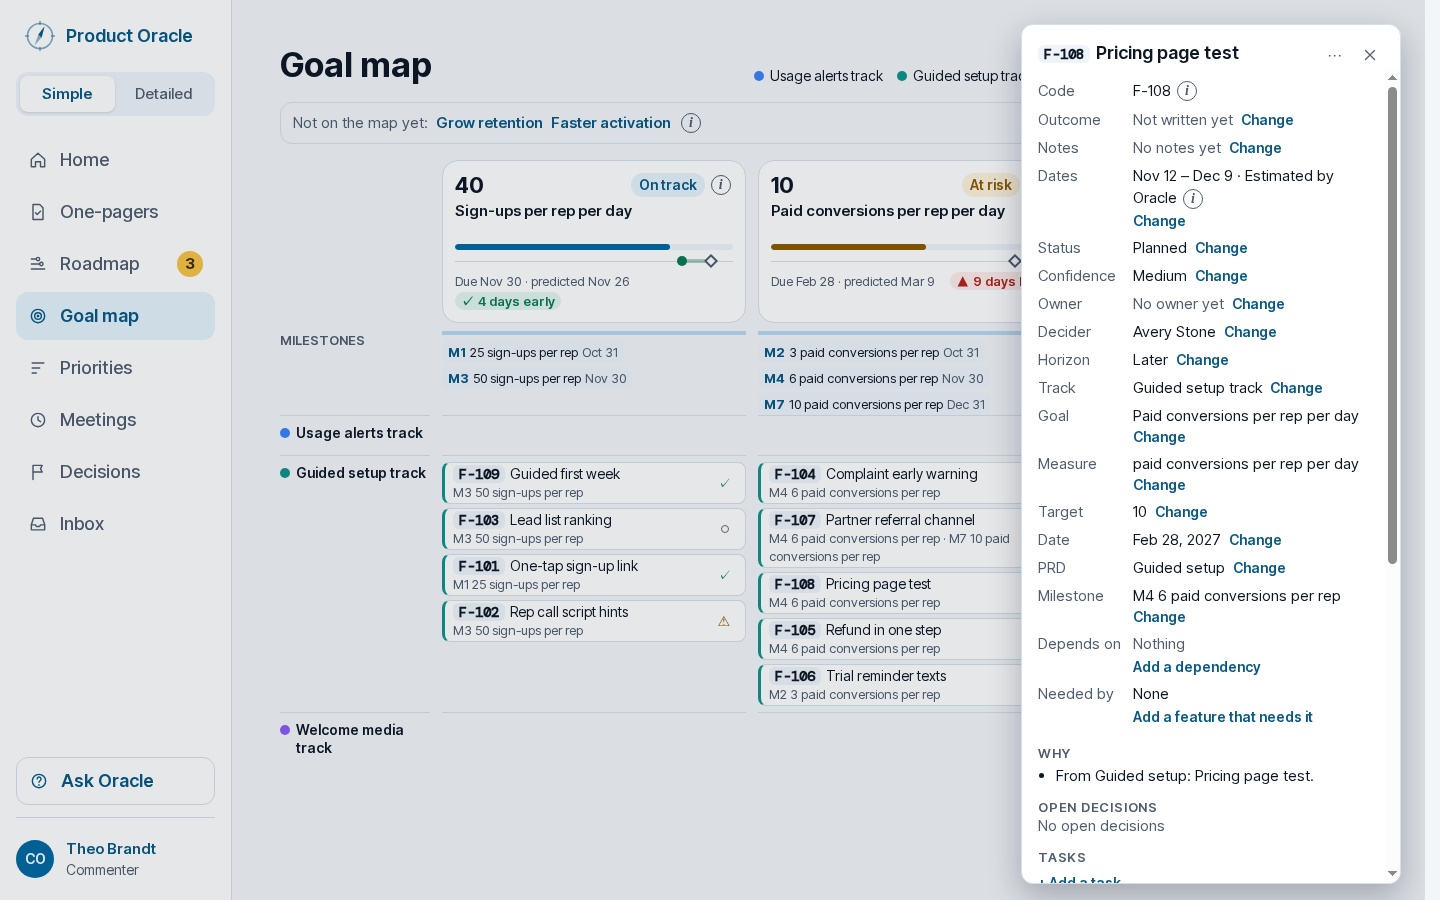 Product Oracle
Simple
Detailed
Home
One-pagers
Roadmap
3
Goal map
Priorities
Meetings
Decisions
Inbox
Ask Oracle
CO
Theo Brandt
Commenter
Goal map
Usage alerts track
Guided setup
Not on the map yet: Grow retention Faster activation i
40
On track i
Sign-ups per rep per day
Due Nov 30 · predicted Nov 26
✓ 4 days early
10
At risk
Paid conversions per rep per day
Due Feb 28 · predicted Mar 9
▲ 9 days
MILESTONES
M1 25 sign-ups per rep Oct 31
M3 50 sign-ups per rep Nov 30
M2 3 paid conversions per rep Oct 31
M4 6 paid conversions per rep Nov 30
M7 10 paid conversions per rep Dec 31
Usage alerts track
Guided setup track
F-109 Guided first week
M3 50 sign-ups per rep
✓
F-103 Lead list ranking
M3 50 sign-ups per rep
○
F-101 One-tap sign-up link
M1 25 sign-ups per rep
✓
F-102 Rep call script hints
M3 50 sign-ups per rep
⚠
F-104 Complaint early warning
M4 6 paid conversions per rep
F-107 Partner referral channel
M4 6 paid conversions per rep · M7 10 paid
conversions per rep
F-108 Pricing page test
M4 6 paid conversions per rep
F-105 Refund in one step
M4 6 paid conversions per rep
F-106 Trial reminder texts
M2 3 paid conversions per rep
Welcome media
track
F-108 Pricing page test
Code F-108 i
Outcome Not written yet Change
Notes No notes yet Change
Dates Nov 12 – Dec 9 · Estimated by
Oracle i
Change
Status Planned Change
Confidence Medium Change
Owner No owner yet Change
Decider Avery Stone Change
Horizon Later Change
Track Guided setup track Change
Goal Paid conversions per rep per day
Change
Measure paid conversions per rep per day
Change
Target 10 Change
Date Feb 28, 2027 Change
PRD Guided setup Change
Milestone M4 6 paid conversions per rep
Change
Depends on Nothing
Add a dependency
Needed by None
Add a feature that needs it
WHY
• From Guided setup: Pricing page test.
OPEN DECISIONS
No open decisions
TASKS
+ Add a task